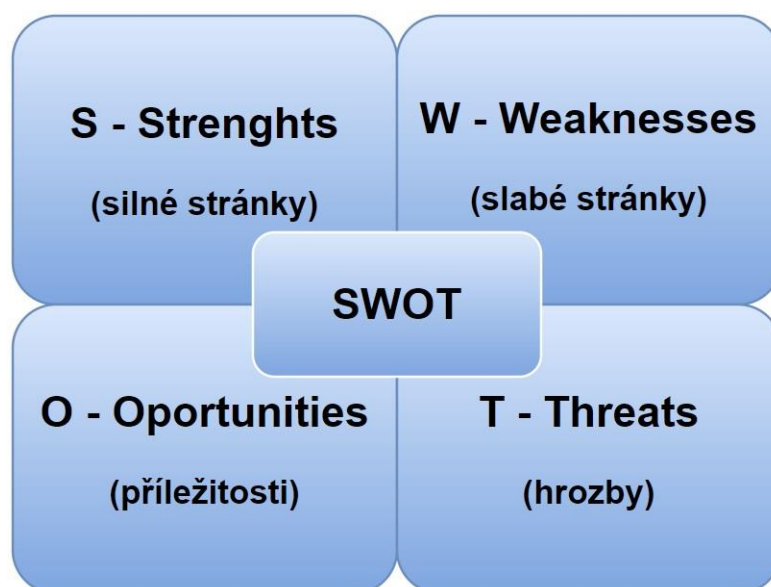 S - Strenghts
(silné stránky)
W - Weaknesses
(slabé stránky)
SWOT
O - Oportunities
(příležitosti)
T - Threats
(hrozby)